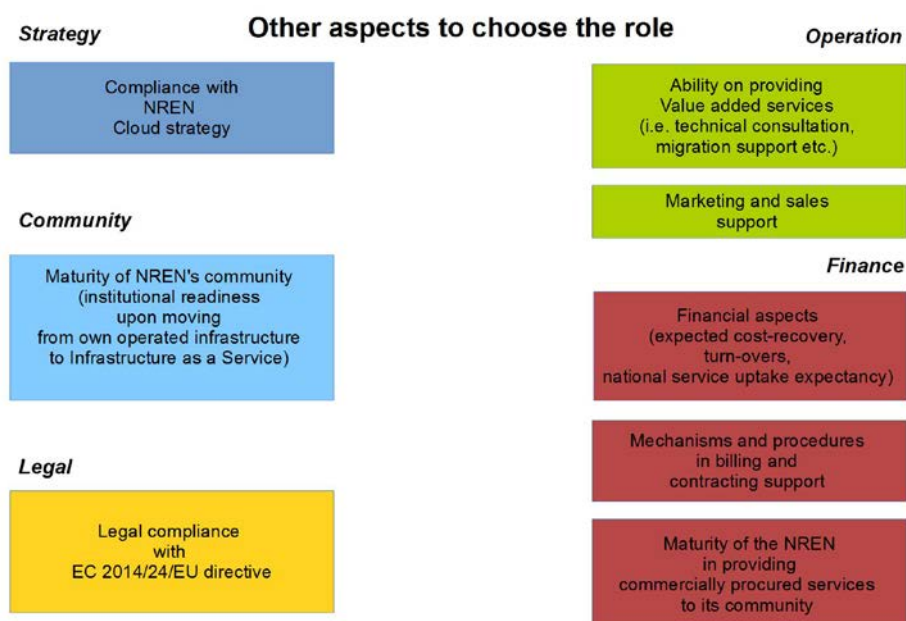 Other aspects to choose the role
Strategy
Compliance with
NREN
Cloud strategy
Community
Maturity of NREN's community
(institutional readiness
upon moving
from own operated infrastructure
to Infrastructure as a Service)
Legal
Legal compliance
with
EC 2014/24/EU directive
Operation
Ability on providing
Value added services
(i.e. technical consultation,
migration support etc.)
Marketing and sales
support
Finance
Financial aspects
(expected cost-recovery,
turn-overs,
national service uptake expectancy)
Mechanisms and procedures
in billing and
contracting support
Maturity of the NREN
in providing
commercially procured services
to its community